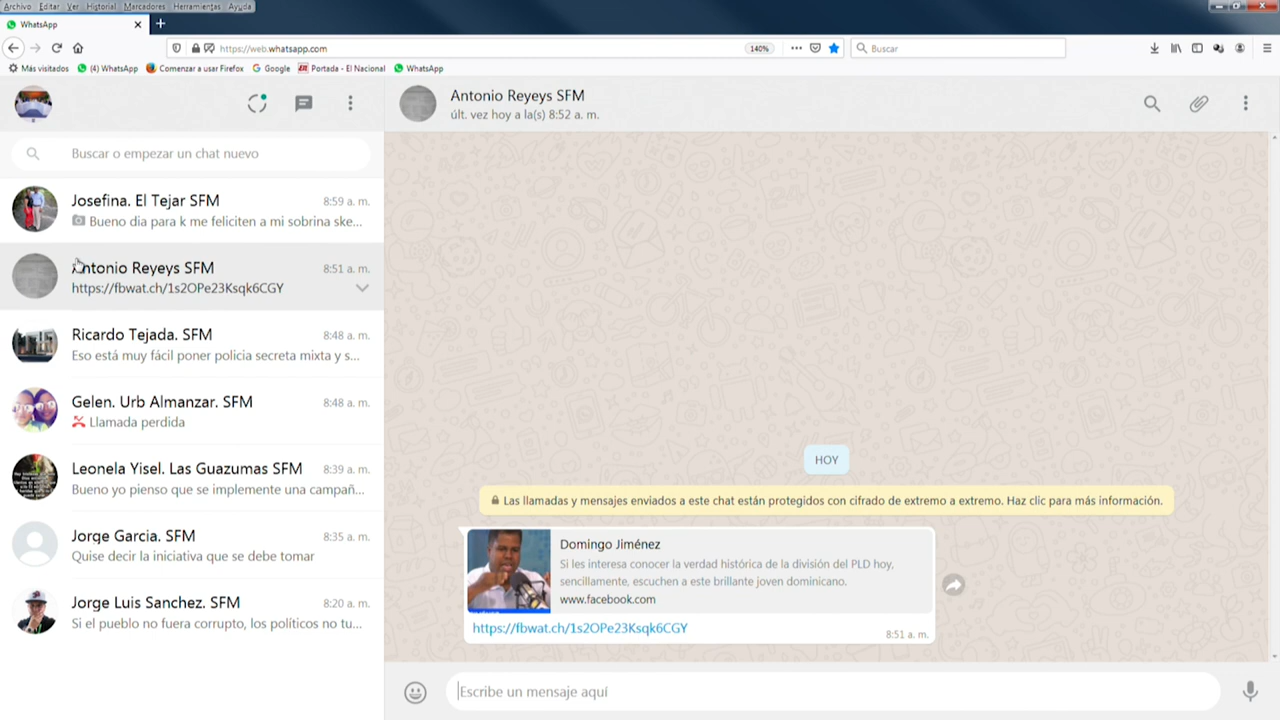 Archivo Editar Ver Historial Marcadores Herramientas Ayuda
WhatsApp
https://web.whatsapp.com
140%
Buscar
Más visitados
(4) WhatsApp
Comenzar a usar Firefox
Google
Portada - El Nacional
WhatsApp
Buscar o empezar un chat nuevo
Josefina. El Tejar SFM
8:59 a. m.
Bueno dia para k me feliciten a mi sobrina ske...
Antonio Reyeys SFM
8:51 a. m.
https://fbwat.ch/1s2OPe23Ksqk6CGY
Ricardo Tejada. SFM
8:48 a. m.
Eso está muy fácil poner policia secreta mixta y s...
Gelen. Urb Almanzar. SFM
8:48 a. m.
Llamada perdida
Leonela Yisel. Las Guazumas SFM
8:39 a. m.
Bueno yo pienso que se implemente una campañ...
Jorge Garcia. SFM
8:35 a. m.
Quise decir la iniciativa que se debe tomar
Jorge Luis Sanchez. SFM
8:20 a. m.
Si el pueblo no fuera corrupto, los políticos no tu...
Antonio Reyeys SFM
últ. vez hoy a la(s) 8:52 a. m.
HOY
Las llamadas y mensajes enviados a este chat están protegidos con cifrado de extremo a extremo. Haz clic para más información.
Domingo Jiménez
Si les interesa conocer la verdad histórica de la división del PLD hoy,
sencillamente, escuchen a este brillante joven dominicano.
www.facebook.com
https://fbwat.ch/1s2OPe23Ksqk6CGY
8:51 a. m.
Escribe un mensaje aquí